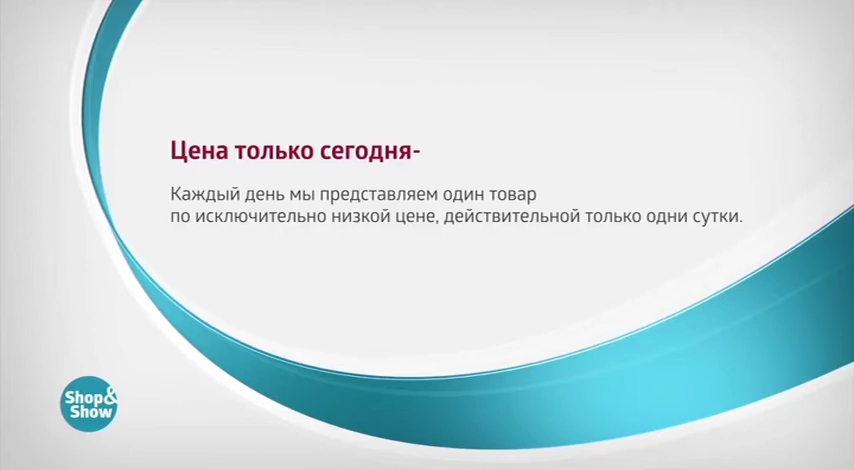 Цена только сегодня-
Каждый день мы представляем один товар
по исключительно низкой цене, действительной только одни сутки.
Shop&
Show